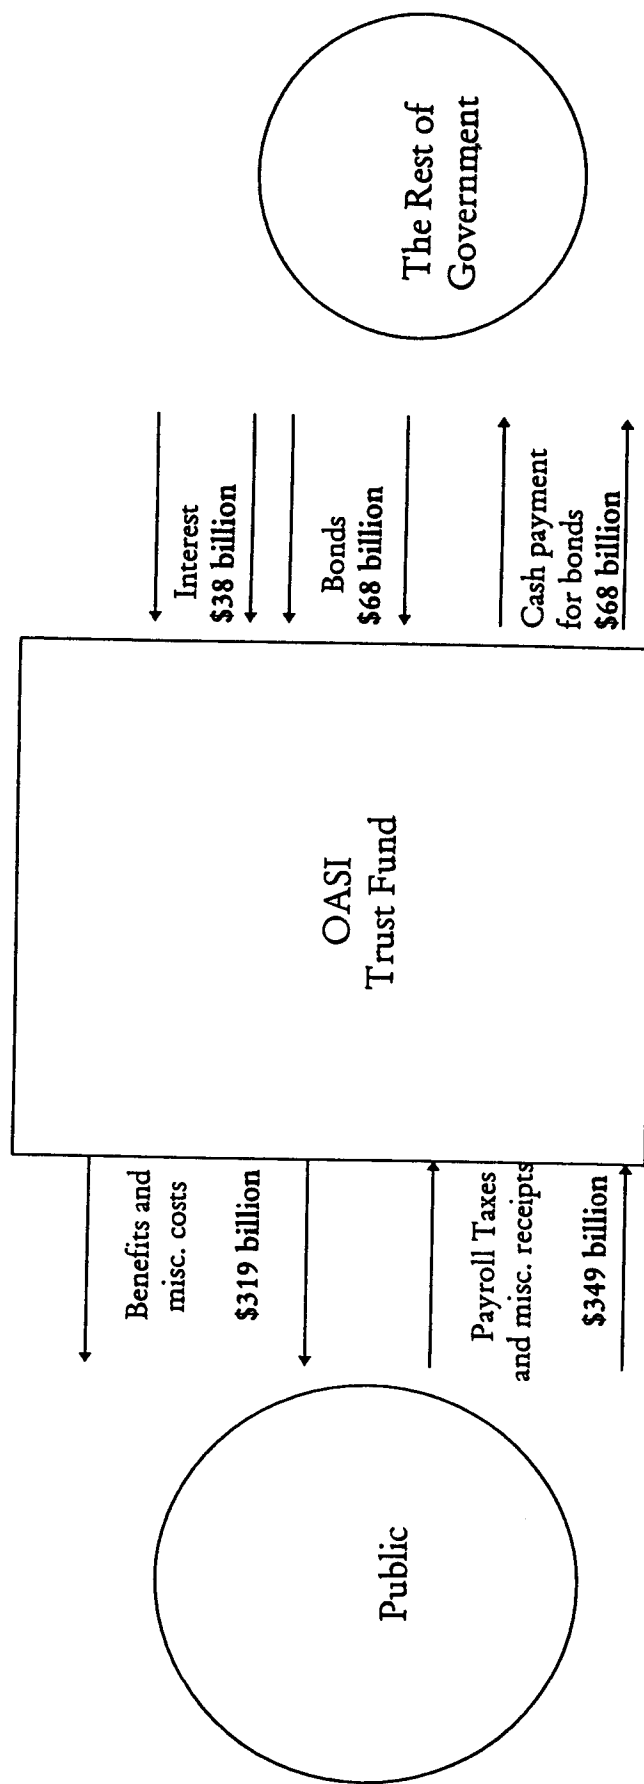 Public
Benefits and
misc. costs
$319 billion
Payroll Taxes
and misc. receipts
$349 billion
OASI
Trust Fund
Interest
$38 billion
Bonds
$68 billion
Cash payment
for bonds
$68 billion
The Rest of
Government